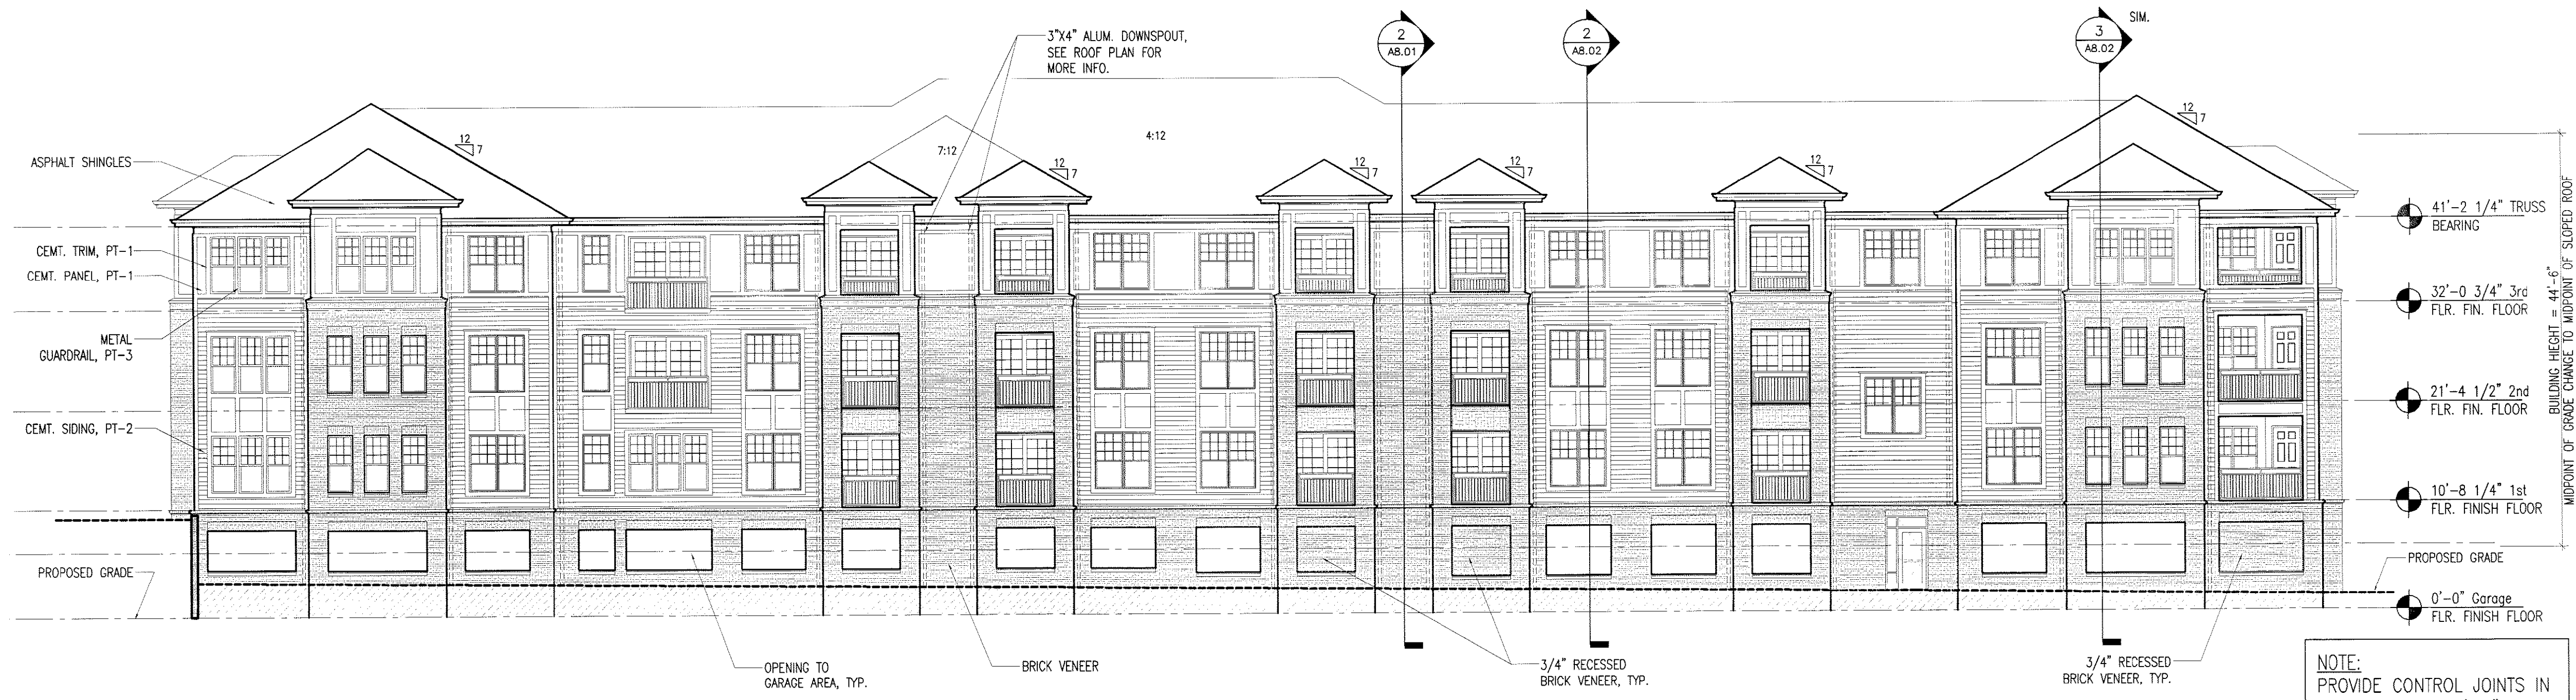 3"X4" ALUM. DOWNSPOUT,
SEE ROOF PLAN FOR
MORE INFO.
2
A8.01
2
A8.02
3
A8.02
SIM.
ASPHALT SHINGLES
12
7
7:12
12
7
4:12
12
7
12
7
12
7
12
7
CEMT. TRIM, PT-1
CEMT. PANEL, PT-1
METAL
GUARDRAIL, PT-3
CEMT. SIDING, PT-2
PROPOSED GRADE
41'-2 1/4" TRUSS
BEARING
32'-0 3/4" 3rd
FLR. FIN. FLOOR
21'-4 1/2" 2nd
FLR. FIN. FLOOR
10'-8 1/4" 1st
FLR. FINISH FLOOR
PROPOSED GRADE
0'-0" Garage
FLR. FINISH FLOOR
BUILDING HIEGHT = 44'-6"
MIDPOINT OF GRADE CHANGE TO MIDPOINT OF SLOPED ROOF
OPENING TO
GARAGE AREA, TYP.
BRICK VENEER
3/4" RECESSED
BRICK VENEER, TYP.
3/4" RECESSED
BRICK VENEER, TYP.
NOTE:
PROVIDE CONTROL JOINTS IN